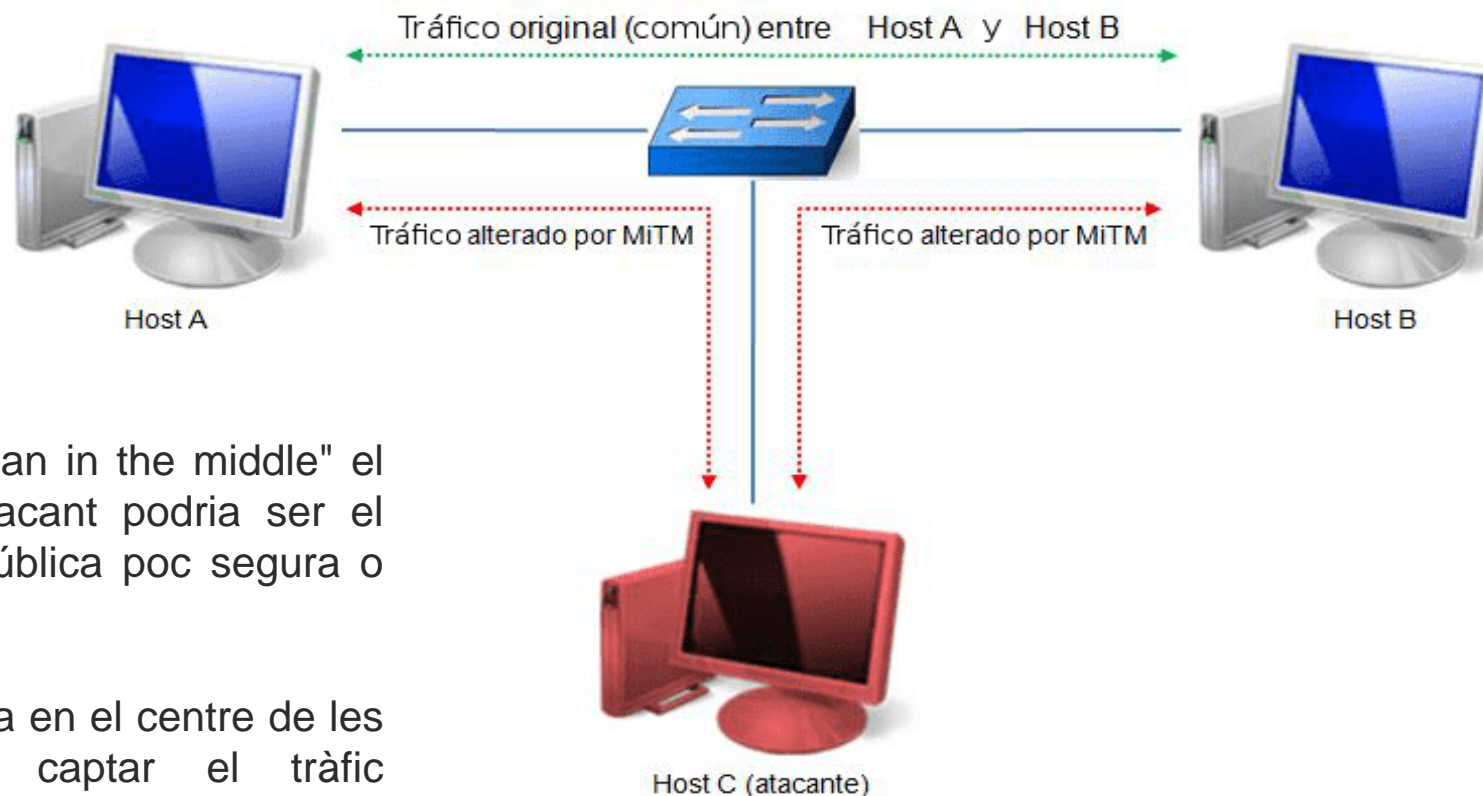 Tráfico original (común) entre Host A y Host B
Tráfico alterado por MiTM
Tráfico alterado por MiTM
Host A
Host B
an in the middle" el
acant podria ser el
ública poc segura o
a en el centre de les
captar el tràfic
Host C (atacante)